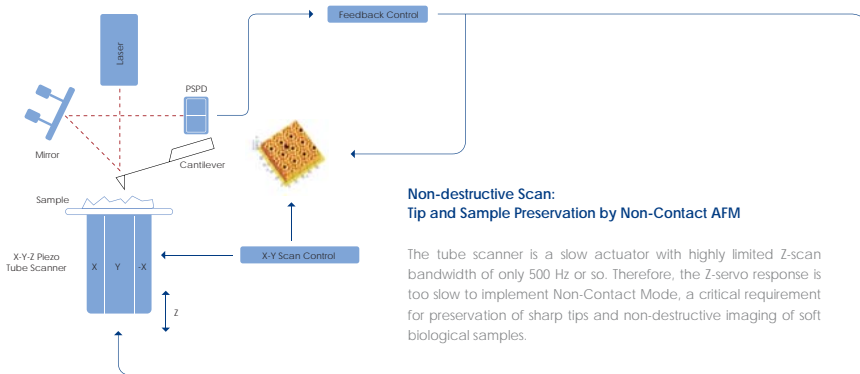 Feedback Control
Laser
PSPD
Mirror
Cantilever
Sample
Non-destructive Scan:
Tip and Sample Preservation by Non-Contact AFM
X-Y-Z Piezo
Tube Scanner
X
Y
-X
X-Y Scan Control
The tube scanner is a slow actuator with highly limited Z-scan
bandwidth of only 500 Hz or so. Therefore, the Z-servo response is
too slow to implement Non-Contact Mode, a critical requirement
for preservation of sharp tips and non-destructive imaging of soft
biological samples.
Z